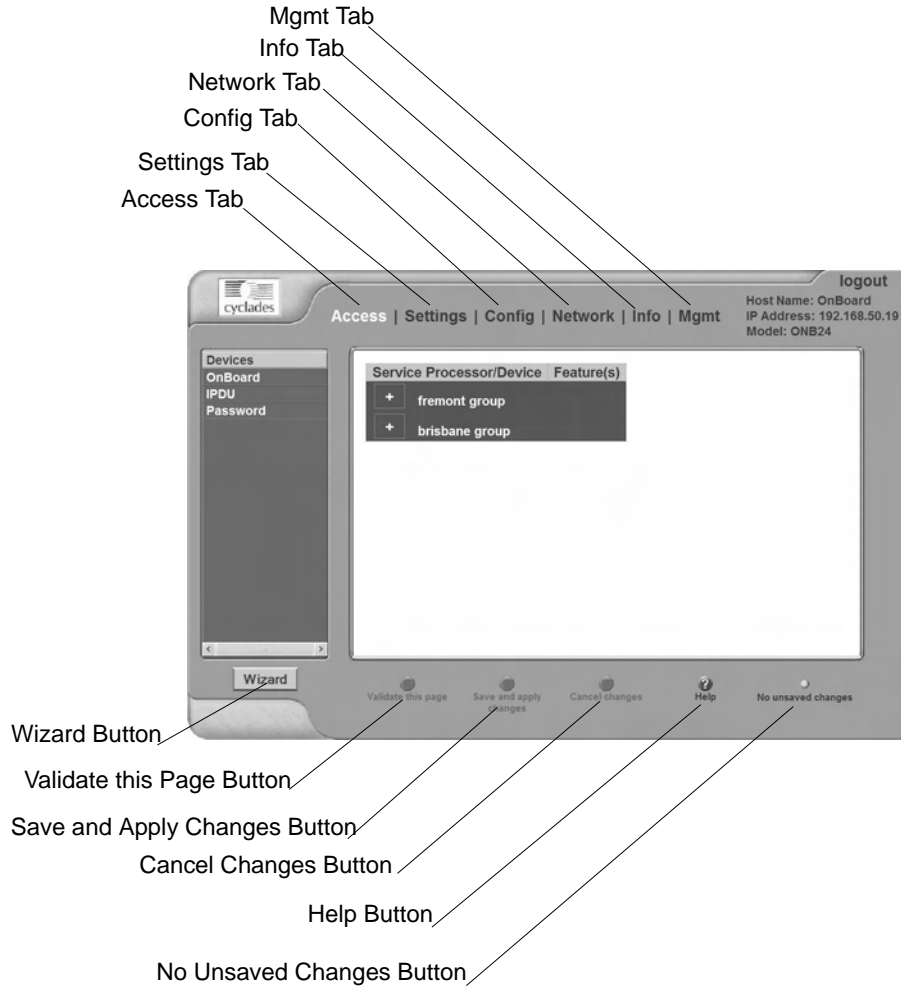 Mgmt Tab
Info Tab
Network Tab
Config Tab
Settings Tab
Access Tab
cyclades
logout
Access | Settings | Config | Network | Info | Mgmt
Host Name: OnBoard
IP Address: 192.168.50.19
Model: ONB24
Devices
OnBoard
IPDU
Password
Service Processor/Device Feature(s)
+ fremont group
+ brisbane group
Wizard
Validate this page
Save and apply
changes
Cancel changes
?
Help
No unsaved changes
Wizard Button
Validate this Page Button
Save and Apply Changes Button
Cancel Changes Button
Help Button
No Unsaved Changes Button